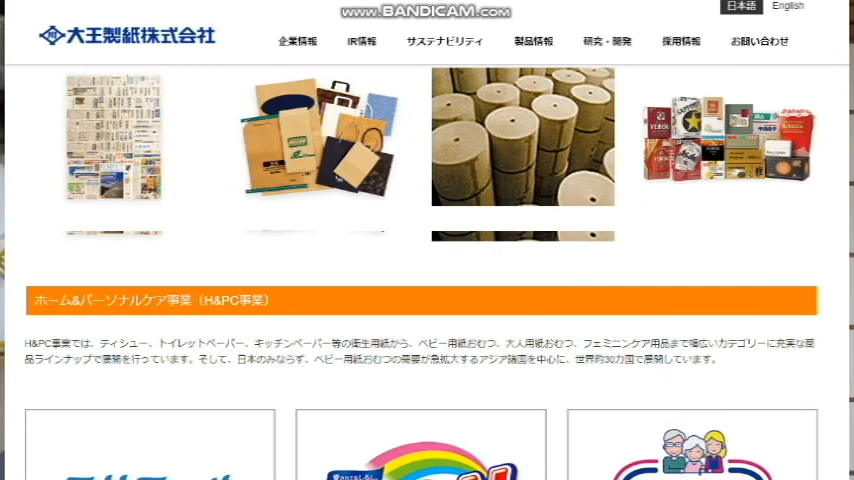 www.BANDICAM.com
日本語 English
大王製紙株式会社
企業情報 IR情報 サステナビリティ 製品情報 研究・開発 採用情報 お問い合わせ
YEBISU SAPPORO
YEBISU
ホーム&パーソナルケア事業（H&PC事業）
H&PC事業では、ティシュー、トイレットペーパー、キッチンペーパー等の衛生用紙から、ベビー用紙おむつ、大人用紙おむつ、フェミニンケア用品まで幅広いカテゴリーに充実な商
品ラインナップで展開を行っています。そして、日本のみならず、ベビー用紙おむつの需要が急拡大するアジア諸国を中心に、世界約30カ国で展開しています。